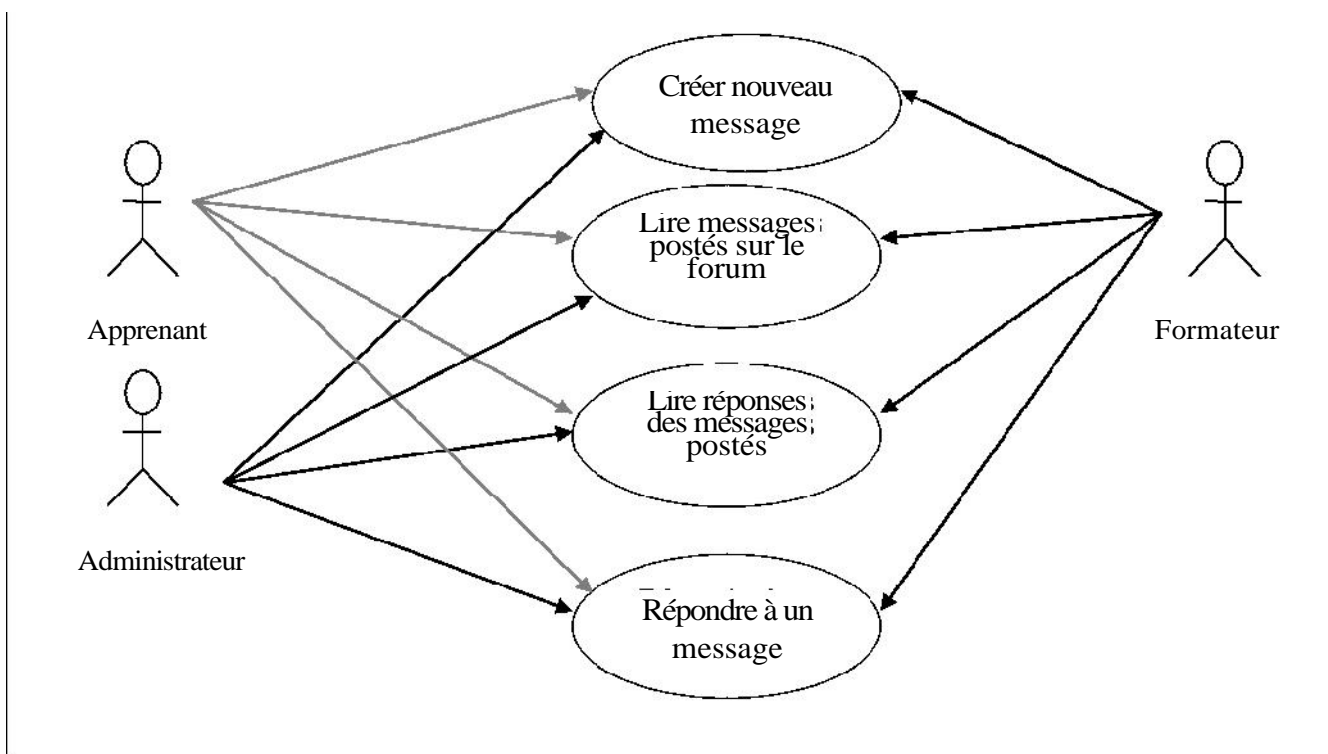 Créer nouveau
message
Lire messages
postés sur le
forum
Apprenant
Formateur
Lire réponses
des messages
postés
Administrateur
Répondre à un
message